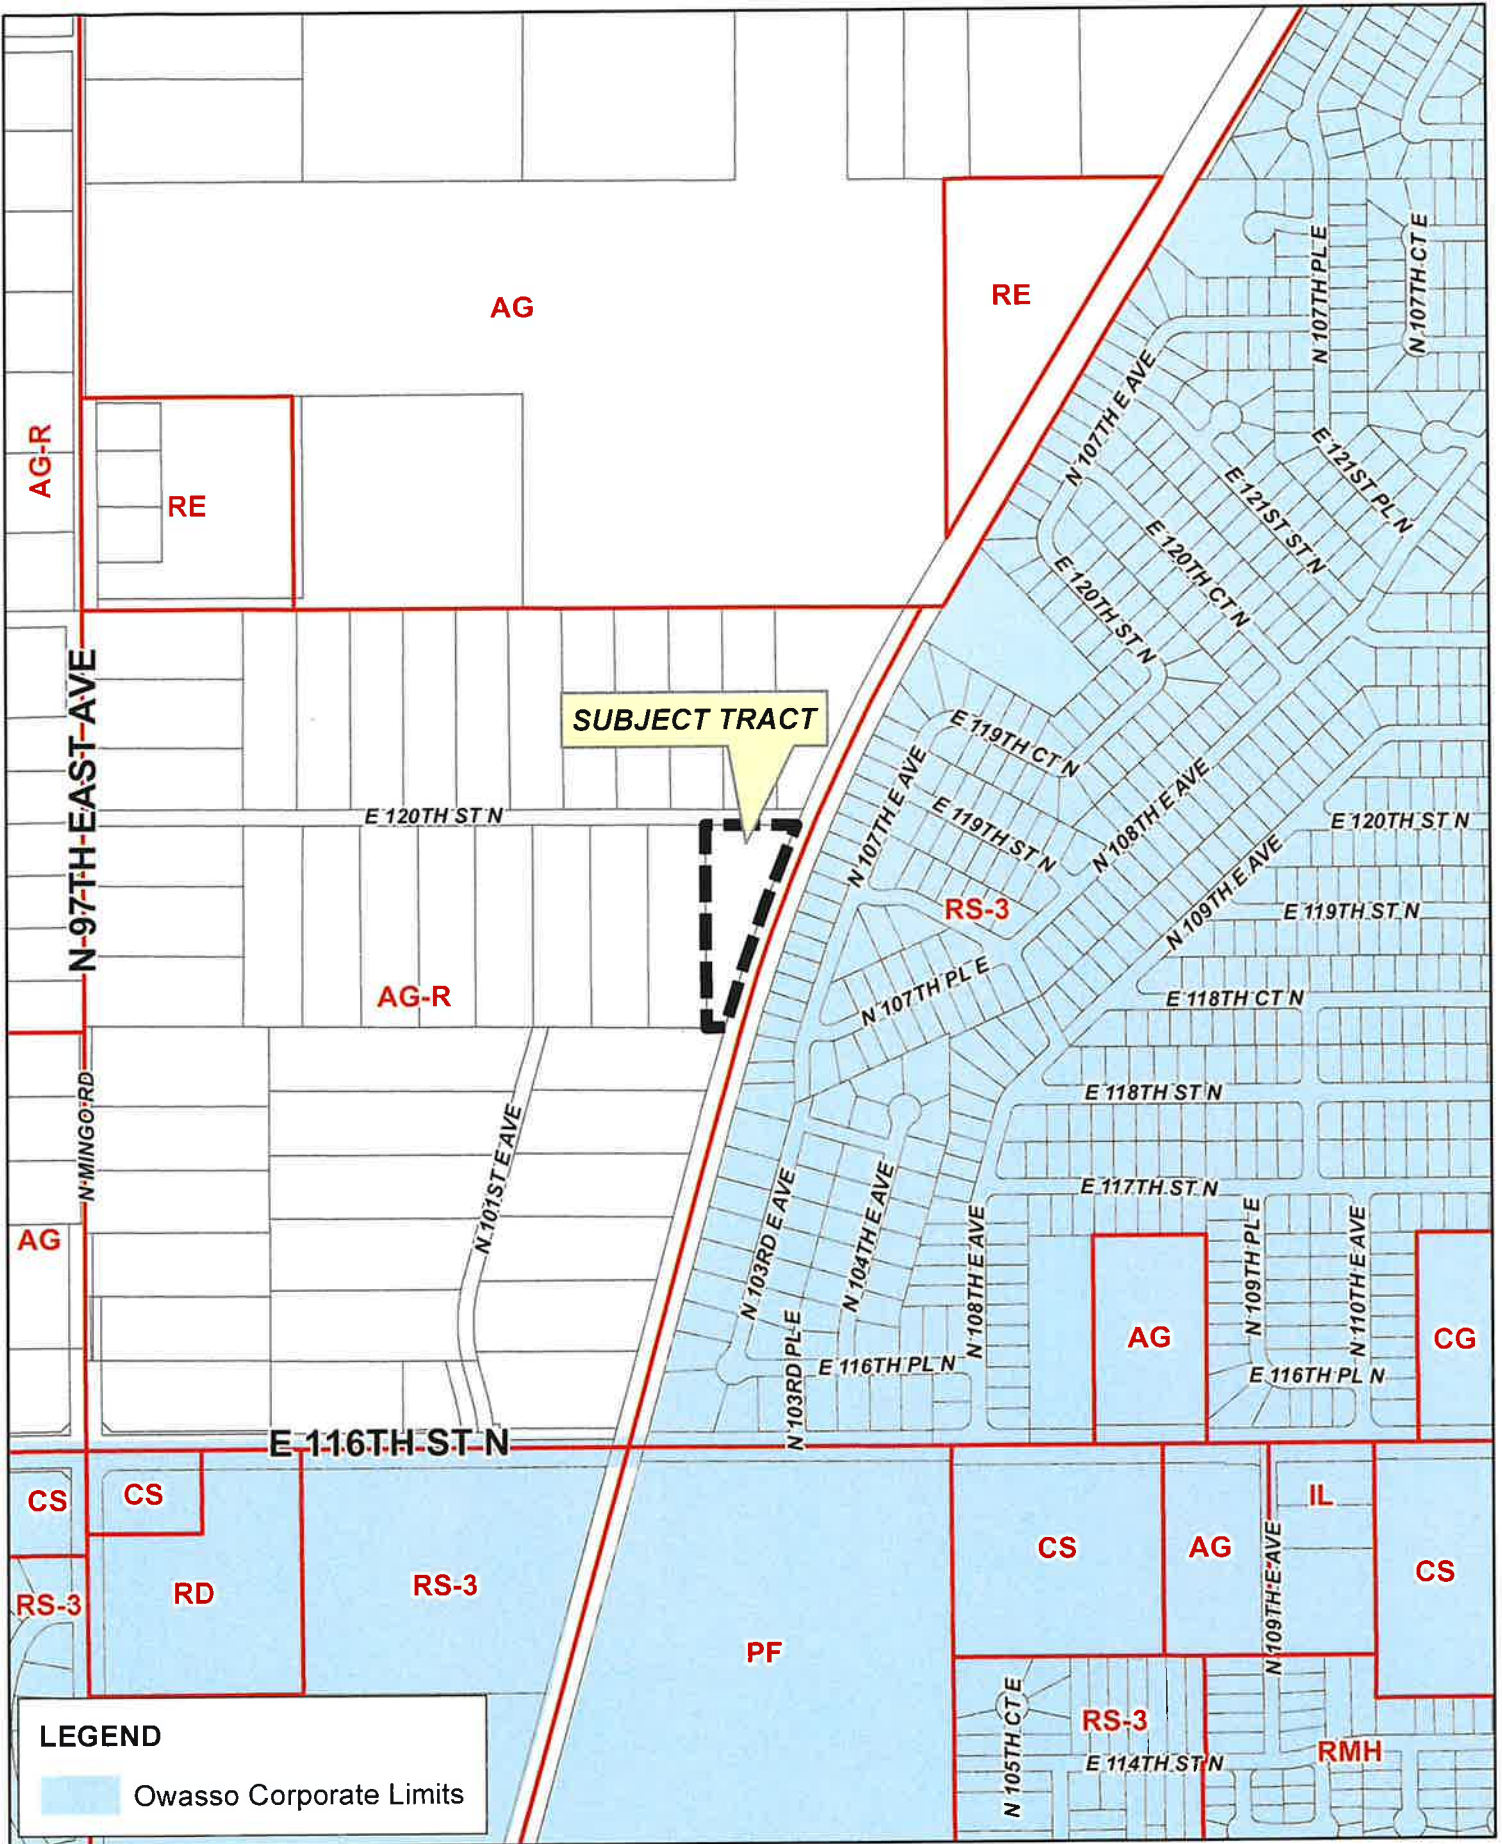 N 107TH PL E
N 107TH CT E
AG
RE
N 107TH E AVE
AG-R
RE
E 121ST PL N
E 121ST ST N
E 120TH CT N
E 120TH ST N
N 97TH EAST AVE
SUBJECT TRACT
E 119TH CT N
N 107TH E AVE
E 119TH ST N
N 108TH E AVE
E 120TH ST N
E 120TH ST N
N 109TH E AVE
RS-3
E 119TH ST N
N 107TH PL E
AG-R
E 118TH CT N
N MINGO RD
E 118TH ST N
N 101ST E AVE
E 117TH ST N
N 103RD E AVE
N 104TH E AVE
N 108TH E AVE
N 109TH PL E
N 110TH E AVE
AG
AG
CG
N 103RD PL E
E 116TH PL N
E 116TH PL N
E 116TH ST N
CS
CS
IL
CS
AG
N 109TH E AVE
CS
RS-3
RD
RS-3
PF
N 105TH CT E
RS-3
E 114TH ST N
RMH
LEGEND
Owasso Corporate Limits